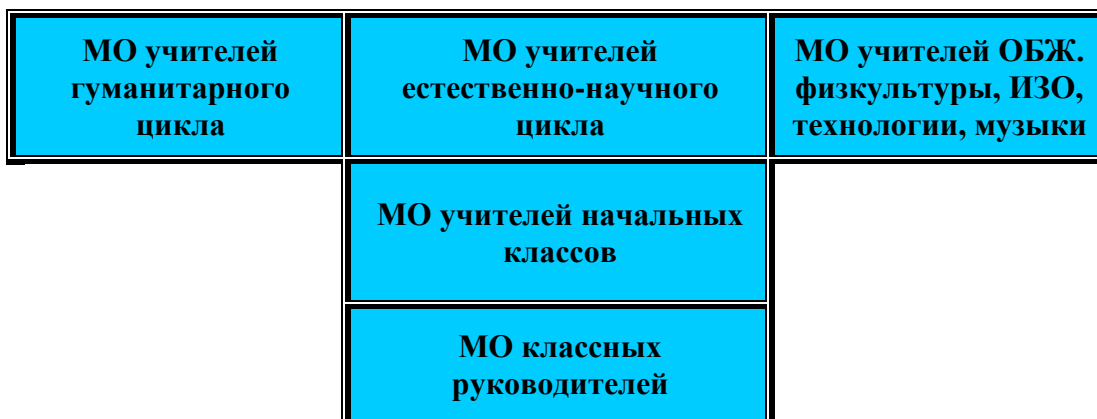 МО учителей
гуманитарного
цикла
МО учителей
естественно-научного
цикла
МО учителей ОБЖ.
физкультуры, ИЗО,
технологии, музыки
МО учителей начальных
классов
МО классных
руководителей